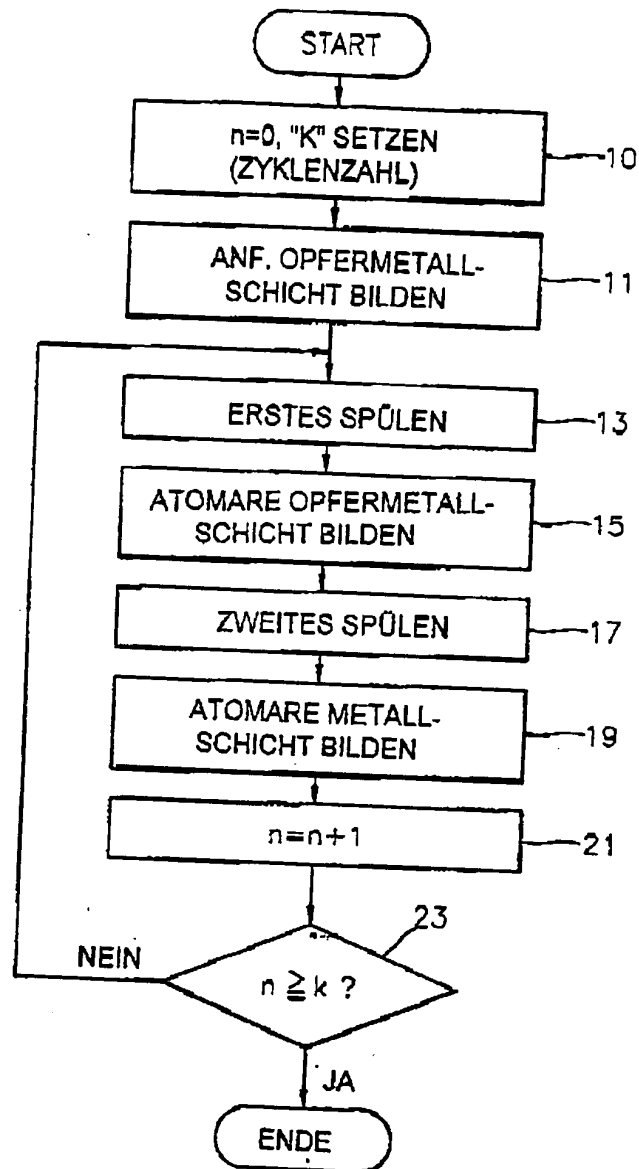 START
n=0, "K" SETZEN
(ZYKLENZAHL)
10
ANF. OPFERMETALL-
SCHICHT BILDEN
11
ERSTES SPÜLEN
13
ATOMARE OPFERMETALL-
SCHICHT BILDEN
15
ZWEITES SPÜLEN
17
ATOMARE METALL-
SCHICHT BILDEN
19
n=n+1
21
23
NEIN
n ≧ k ?
JA
ENDE